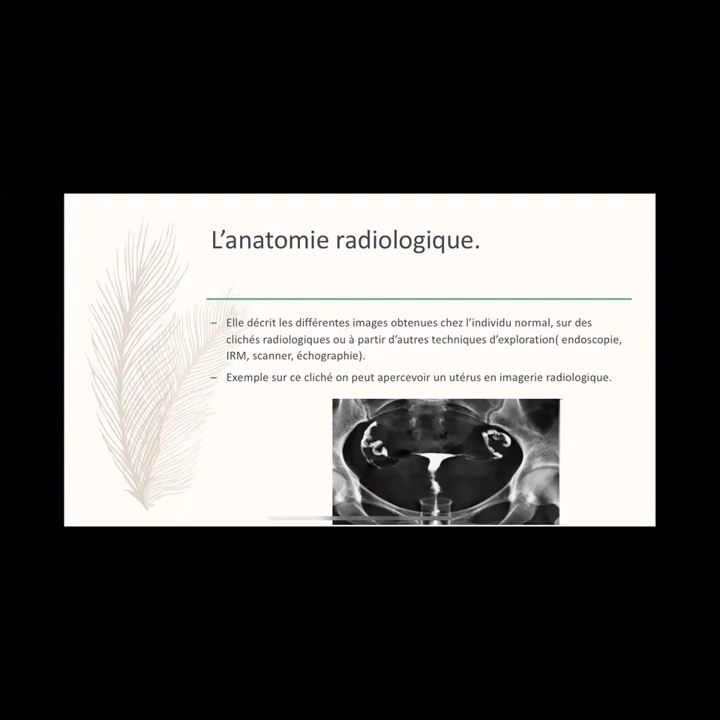 L’anatomie radiologique.
– Elle décrit les différentes images obtenues chez l’individu normal, sur des
clichés radiologiques ou à partir d’autres techniques d’exploration( endoscopie,
IRM, scanner, échographie).
– Exemple sur ce cliché on peut apercevoir un utérus en imagerie radiologique.